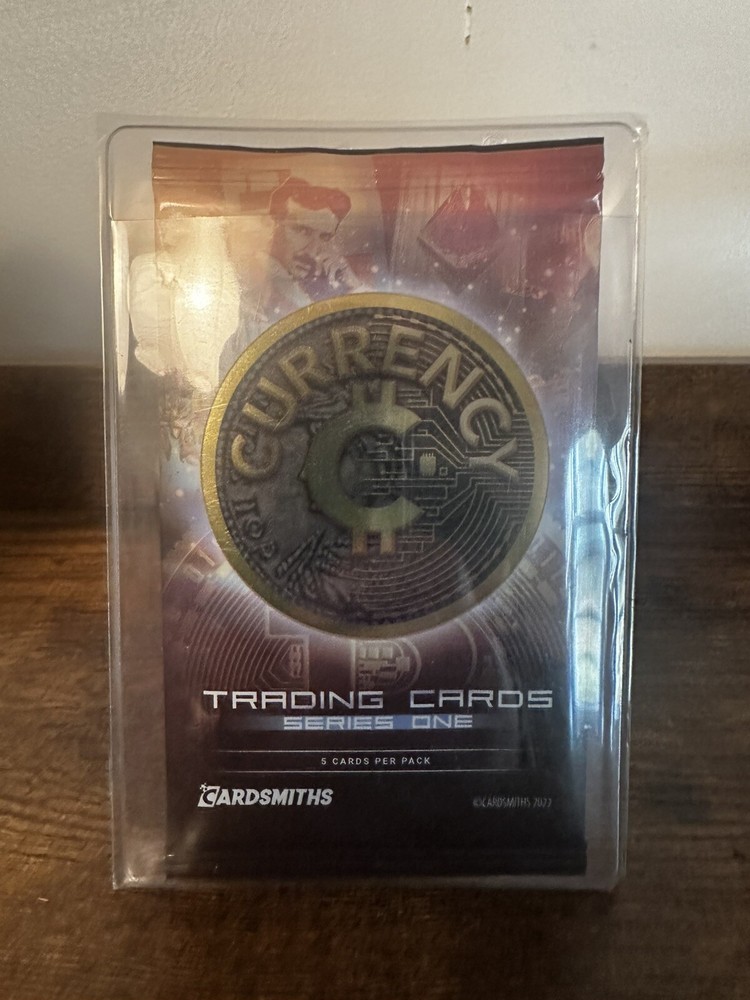 CURRENCY
TRADING CARDS
SERIES ONE
5 CARDS PER PACK
CARDSMITHS
©CARDSMITHS 2022